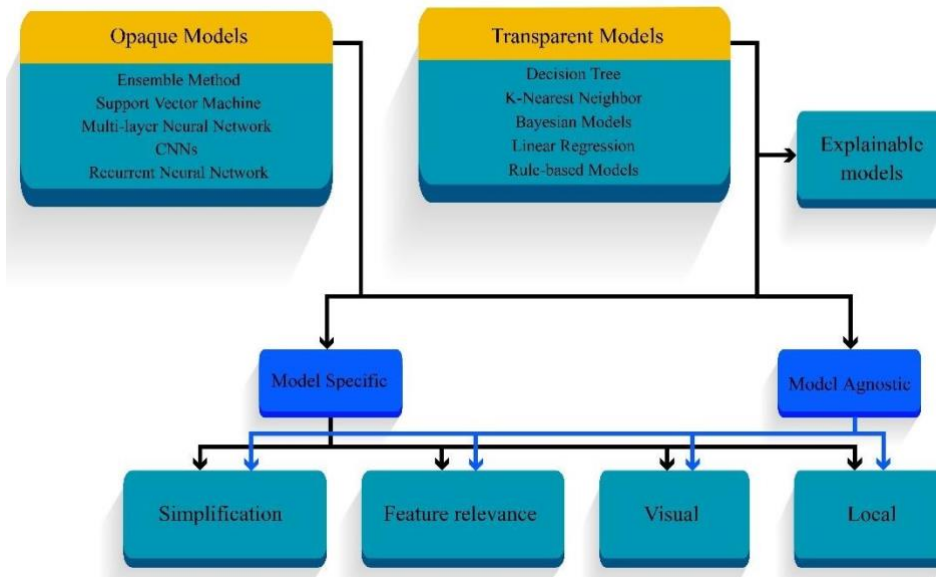 Opaque Models
Ensemble Method
Support Vector Machine
Multi-layer Neural Network
CNNs
Recurrent Neural Network
Transparent Models
Decision Tree
K-Nearest Neighbor
Bayesian Models
Linear Regression
Rule-based Models
Explainable
models
Model Specific
Model Agnostic
Simplification
Feature relevance
Visual
Local